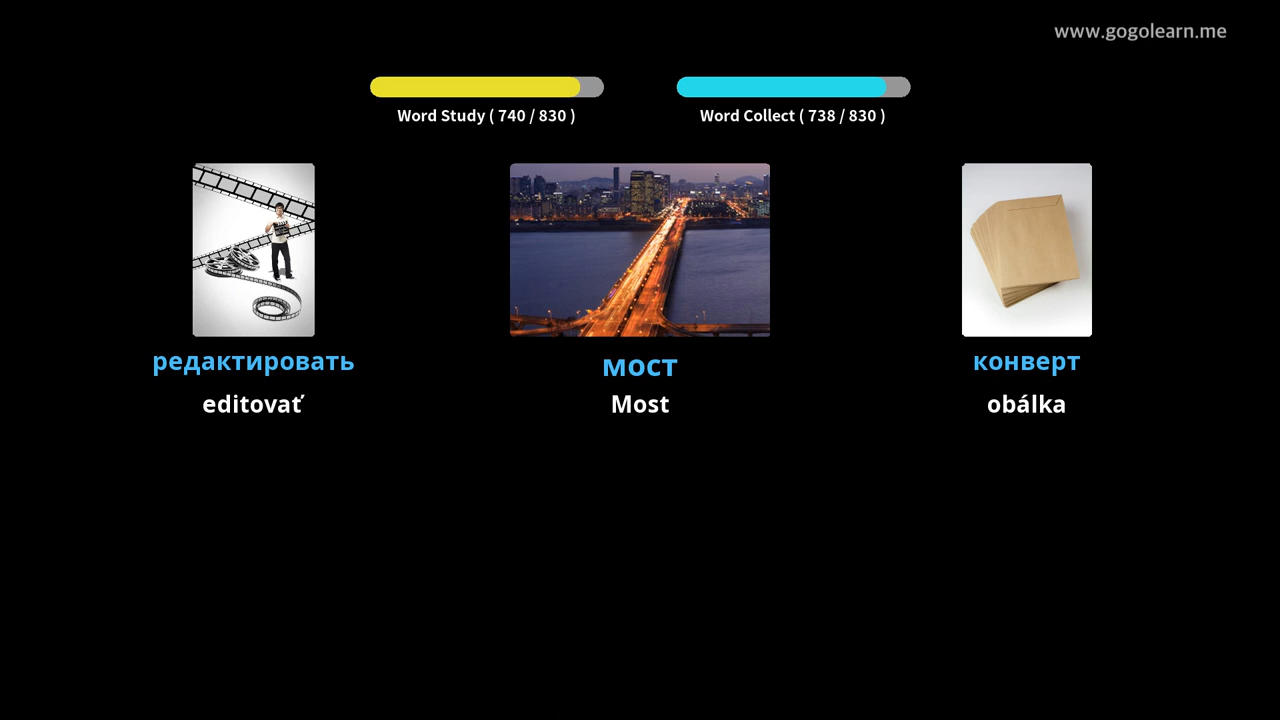 www.gogolearn.me
Word Study ( 740 / 830 )
Word Collect ( 738 / 830 )
редактировать
мост
конверт
editovať
Most
obálka